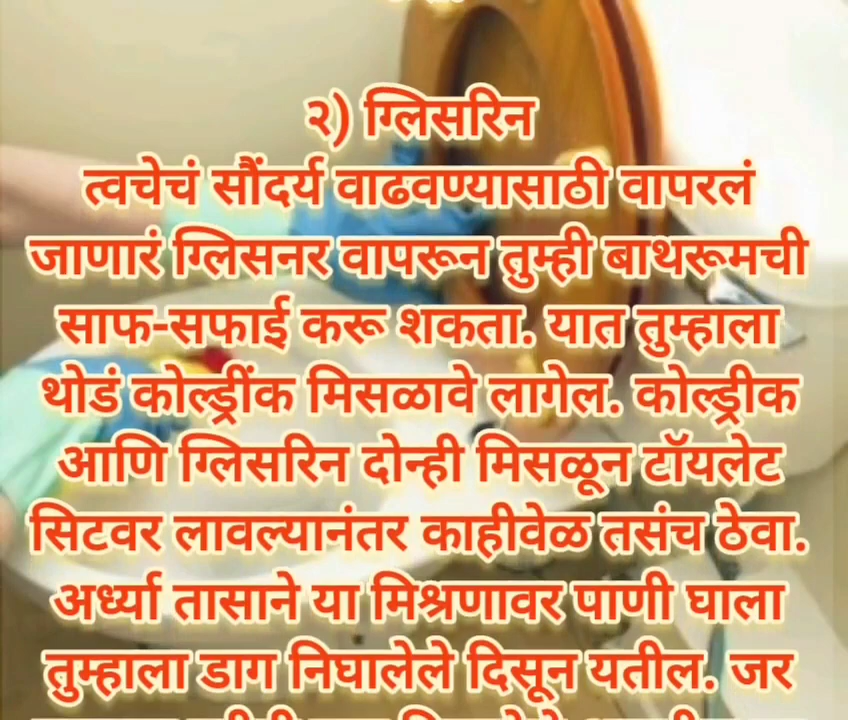 २) ग्लिसरिन
त्वचेचं सौंदर्य वाढवण्यासाठी वापरलं
जाणारं ग्लिसनर वापरून तुम्ही बाथरूमची
साफ-सफाई करू शकता. यात तुम्हाला
थोडं कोल्ड्रींक मिसळावे लागेल. कोल्ड्रीक
आणि ग्लिसरिन दोन्ही मिसळून टॉयलेट
सिटवर लावल्यानंतर काहीवेळ तसंच ठेवा.
अर्ध्या तासाने या मिश्रणावर पाणी घाला
तुम्हाला डाग निघालेले दिसून यतील. जर